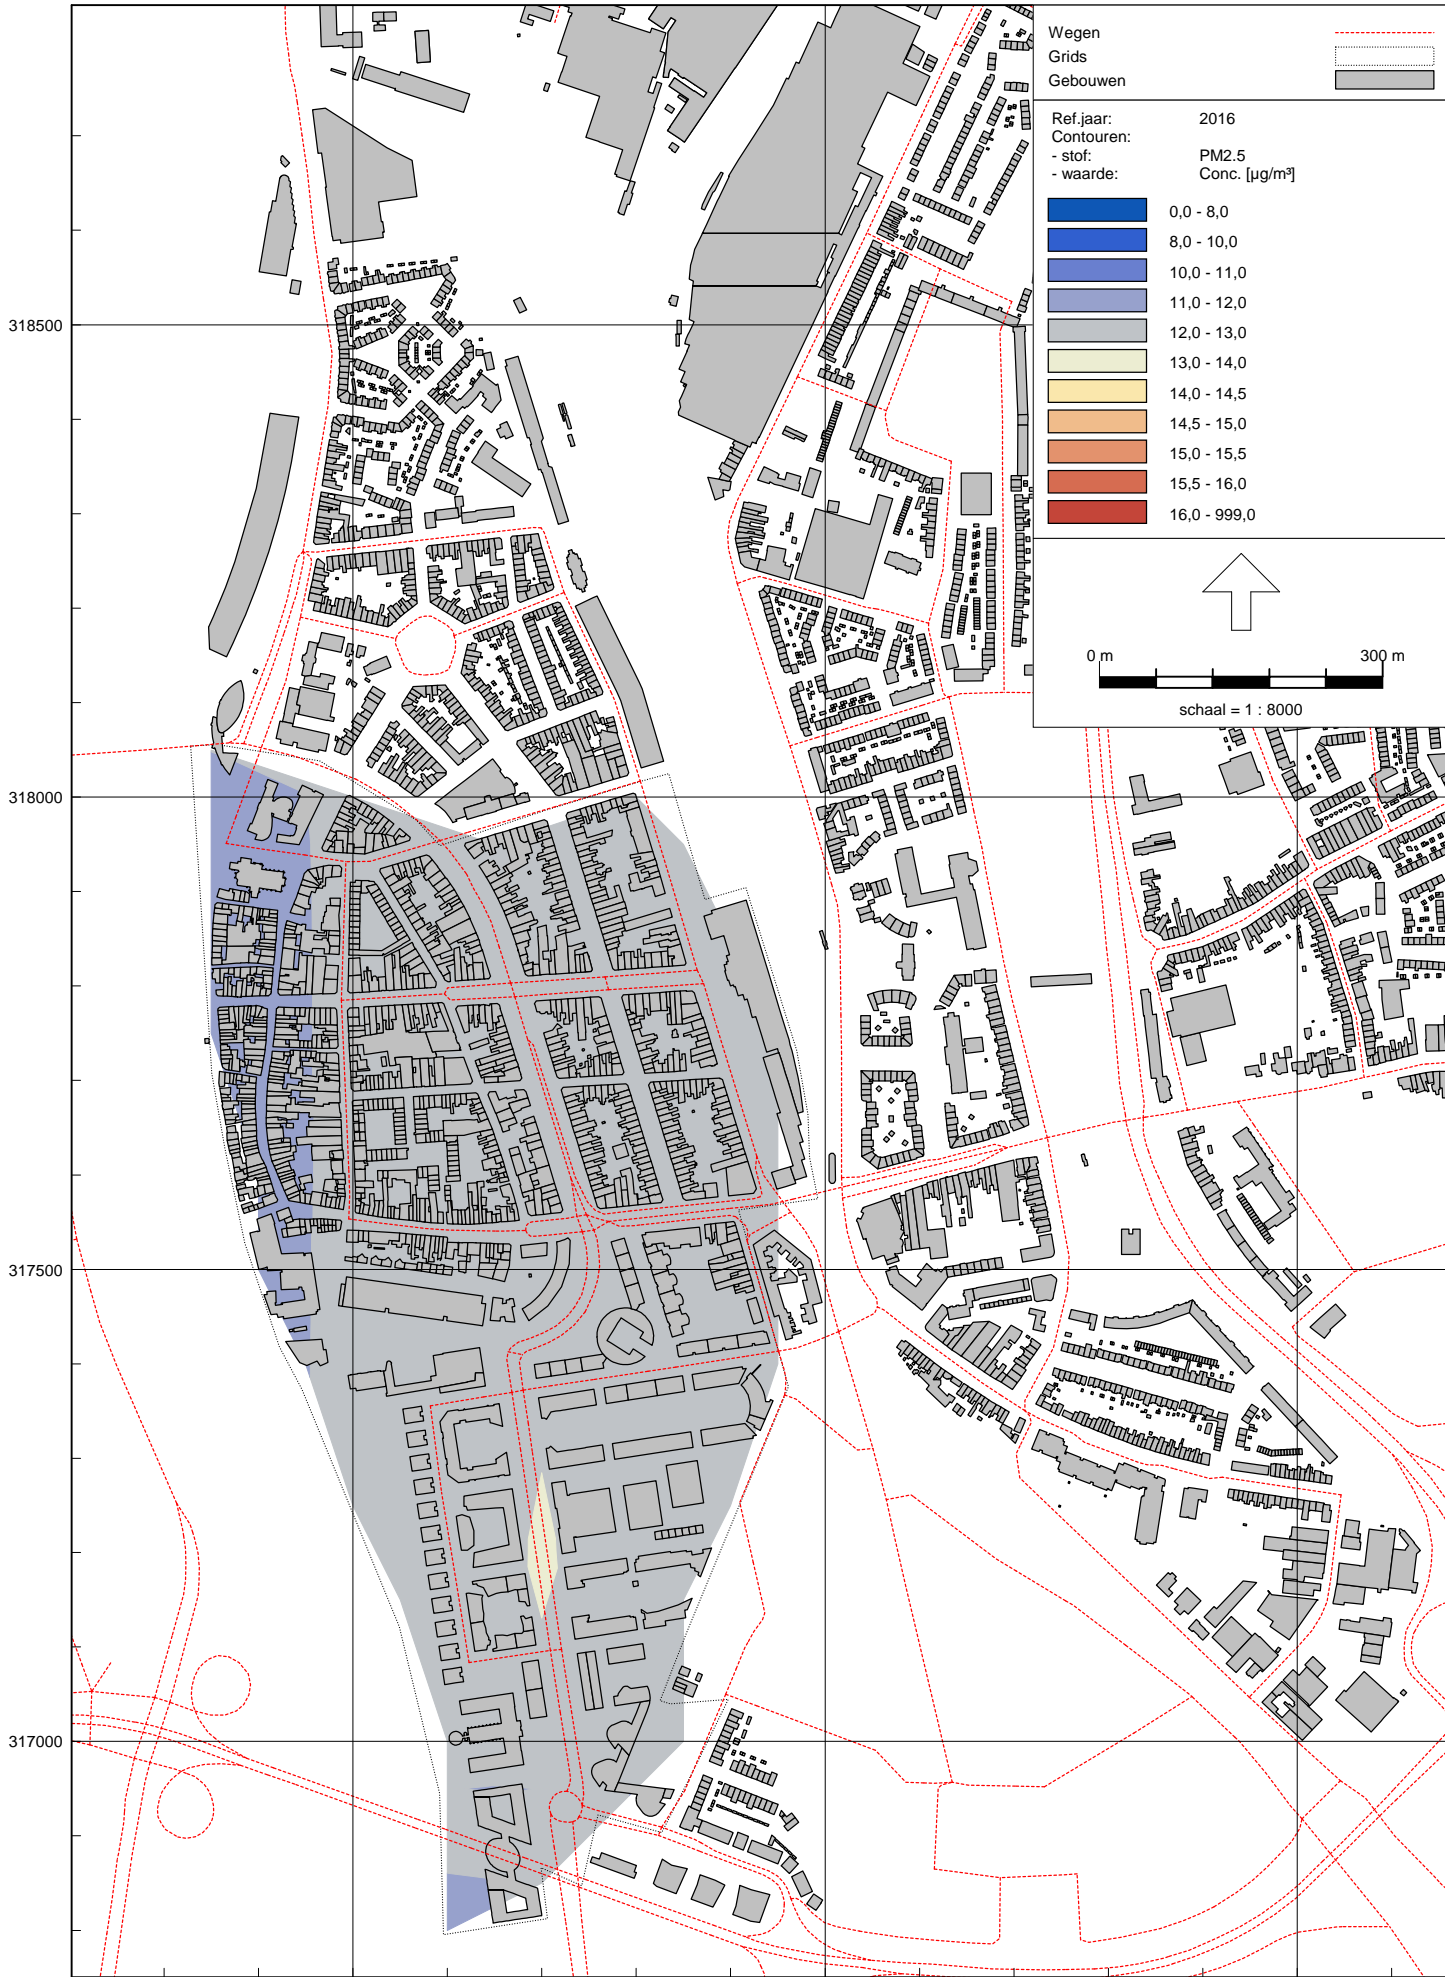 Wegen
Grids
Gebouwen
Ref.jaar: 2016
Contouren:
- stof: PM2.5
- waarde: Conc. [µg/m³]
0,0 - 8,0
8,0 - 10,0
10,0 - 11,0
11,0 - 12,0
12,0 - 13,0
13,0 - 14,0
14,0 - 14,5
14,5 - 15,0
15,0 - 15,5
15,5 - 16,0
16,0 - 999,0
0 m 300 m
schaal = 1 : 8000
318500
318000
317500
317000